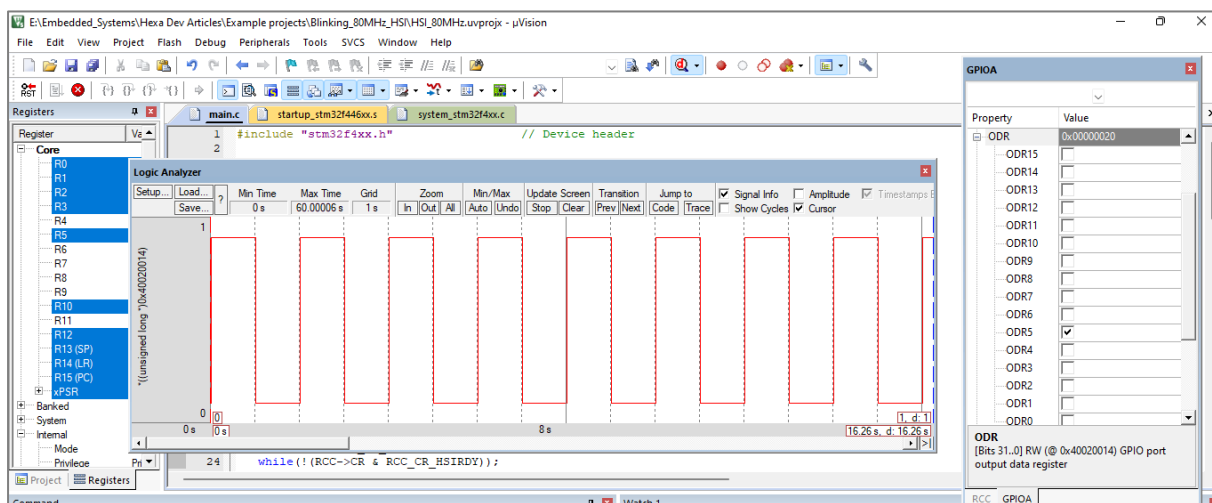 E:\Embedded_Systems\Hexa Dev Articles\Example projects\Blinking_80MHz_HSI\HSI_80MHz.uvprojx - µVision
File Edit View Project Flash Debug Peripherals Tools SVCS Window Help
RST
Registers
main.c startup_stm32f446xx.s system_stm32f4xx.c
Register Va
Core
R0
R1
R2
R3
R4
R5
R6
R7
R8
R9
R10
R11
R12
R13 (SP)
R14 (LR)
R15 (PC)
xPSR
Banked
System
Internal
Mode
Privilege Pri
Project Registers
1 #include "stm32f4xx.h" // Device header
2
Logic Analyzer
Setup... Load... ? Min Time Max Time Grid Zoom Min/Max Update Screen Transition Jump to Signal Info Amplitude Timestamps E
Save... 0 s 60.00006 s 1 s In Out All Auto Undo Stop Clear Prev Next Code Trace Show Cycles Cursor
1
*((unsigned long *)0x40020014)
0 0 1, d: 1
0 s 0 s 8 s 16.26 s, d: 16.26 s
24 while(!(RCC->CR & RCC_CR_HSIRDY));
GPIOA
Property Value
ODR 0x00000020
ODR15
ODR14
ODR13
ODR12
ODR11
ODR10
ODR9
ODR8
ODR7
ODR6
ODR5
ODR4
ODR3
ODR2
ODR1
ODR0
ODR
[Bits 31..0] RW (@ 0x40020014) GPIO port
output data register
RCC GPIOA
Command Watch 1